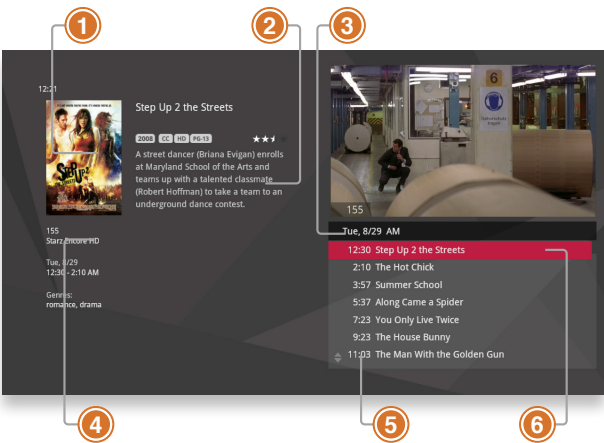 1
2
3
12:21
Step Up 2 the Streets
2008 CC HD PG-13
A street dancer (Briana Evigan) enrolls
at Maryland School of the Arts and
teams up with a talented classmate
(Robert Hoffman) to take a team to an
underground dance contest.
STEP UP 2
155
Starz Encore HD
Tue, 8/29
12:30 - 2:10 AM
Genres:
romance, drama
6
155
Tue, 8/29 AM
12:30 Step Up 2 the Streets
2:10 The Hot Chick
3:57 Summer School
5:37 Along Came a Spider
7:23 You Only Live Twice
9:23 The House Bunny
11:03 The Man With the Golden Gun
4
5
6